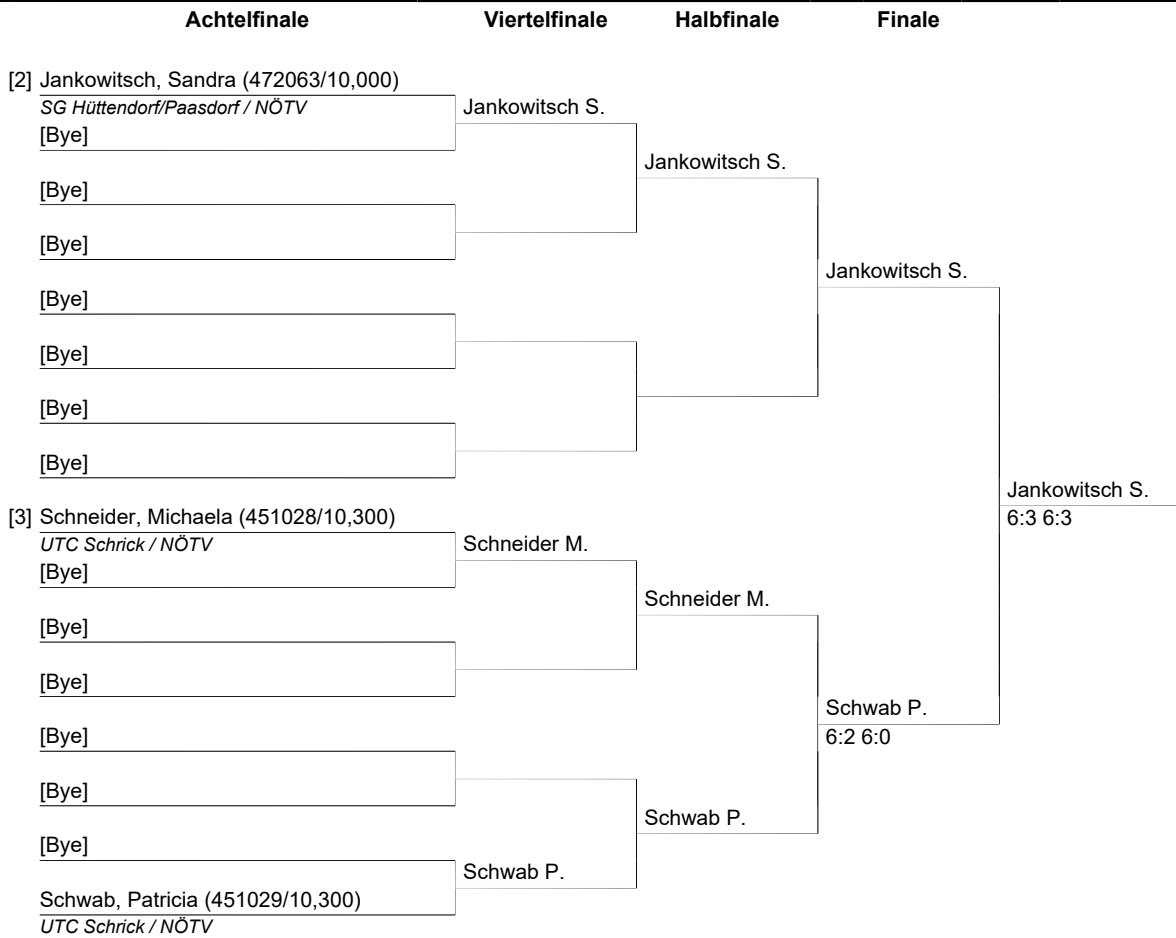 Achtelfinale Viertelfinale Halbfinale Finale
[2] Jankowitsch, Sandra (472063/10,000)
SG Hüttendorf/Paasdorf / NÖTV
Jankowitsch S.
[Bye]
Jankowitsch S.
[Bye]
[Bye]
Jankowitsch S.
[Bye]
[Bye]
[Bye]
[Bye]
Jankowitsch S.
6:3 6:3
[3] Schneider, Michaela (451028/10,300)
UTC Schrick / NÖTV
Schneider M.
[Bye]
Schneider M.
[Bye]
[Bye]
Schwab P.
6:2 6:0
[Bye]
[Bye]
Schwab P.
[Bye]
Schwab P.
Schwab, Patricia (451029/10,300)
UTC Schrick / NÖTV